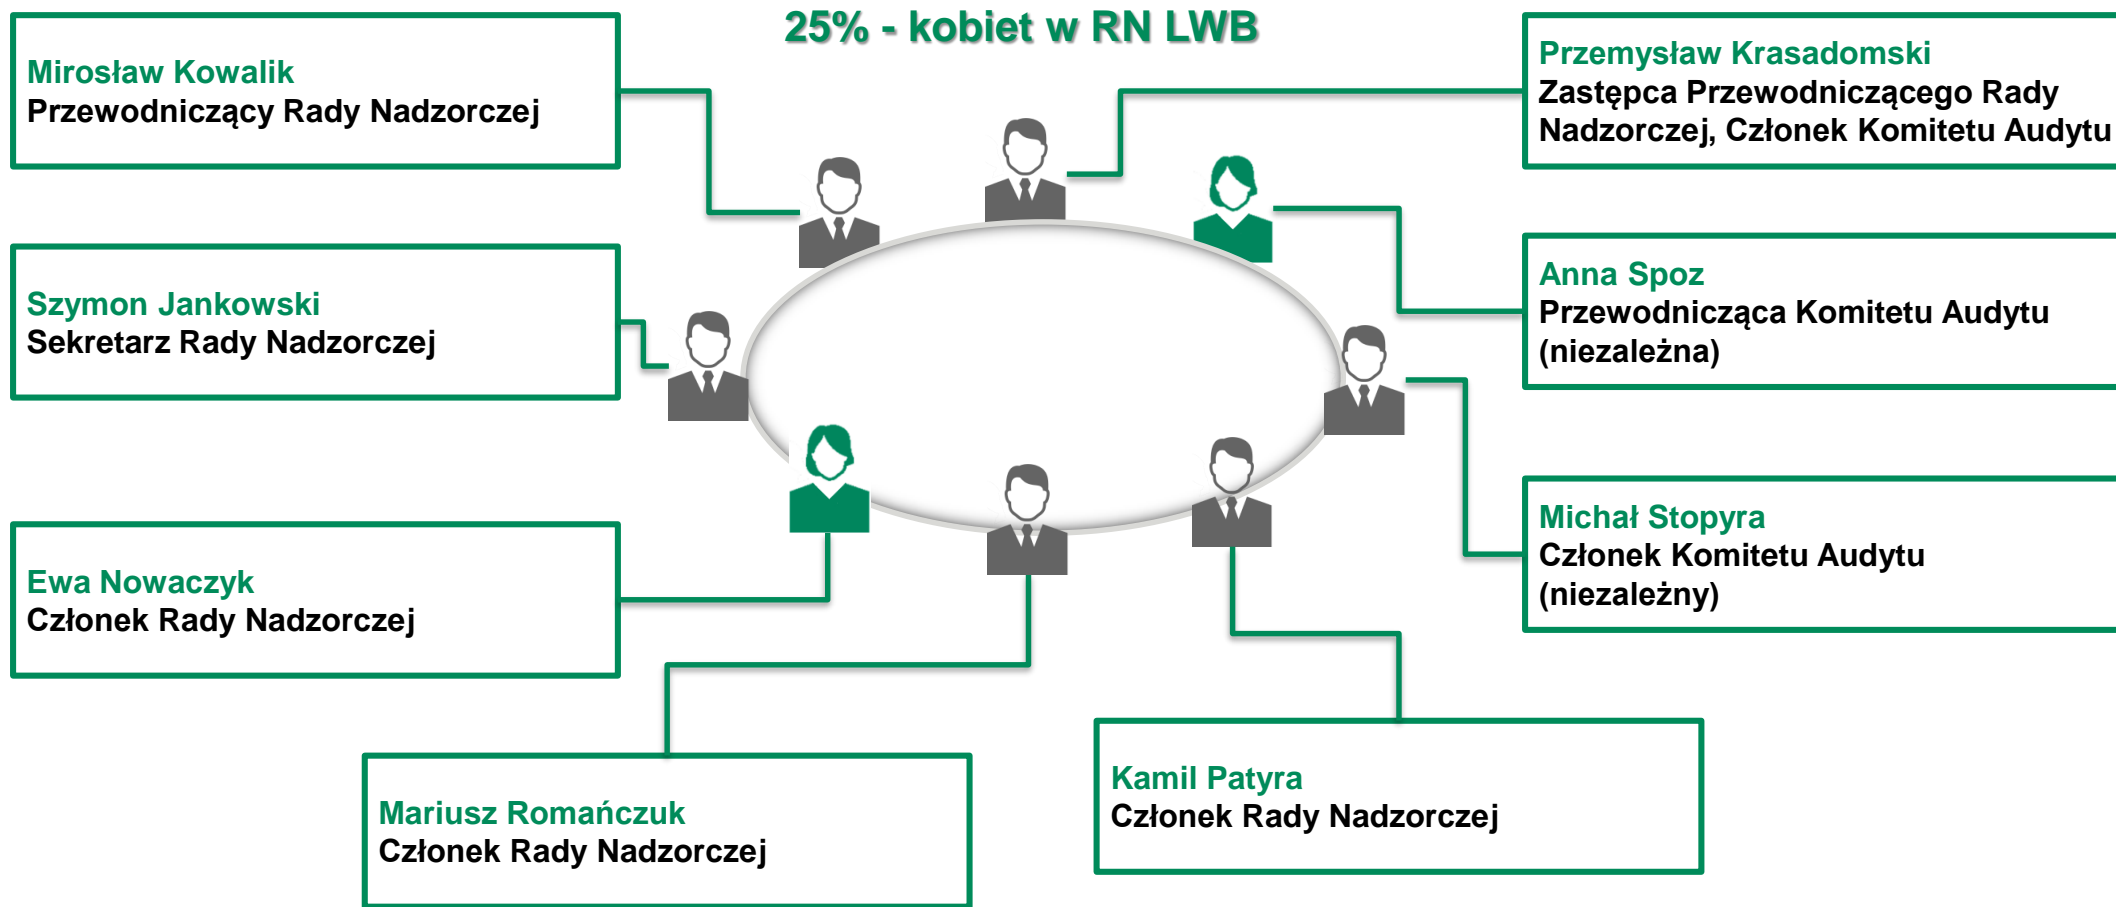 25% - kobiet w RN LWB
Mirosław Kowalik
Przewodniczący Rady Nadzorczej
Przemysław Krasadomski
Zastępca Przewodniczącego Rady
Nadzorczej, Członek Komitetu Audytu
Szymon Jankowski
Sekretarz Rady Nadzorczej
Anna Spoz
Przewodnicząca Komitetu Audytu
(niezależna)
Ewa Nowaczyk
Członek Rady Nadzorczej
Michał Stopyra
Członek Komitetu Audytu
(niezależny)
Mariusz Romańczuk
Członek Rady Nadzorczej
Kamil Patyra
Członek Rady Nadzorczej